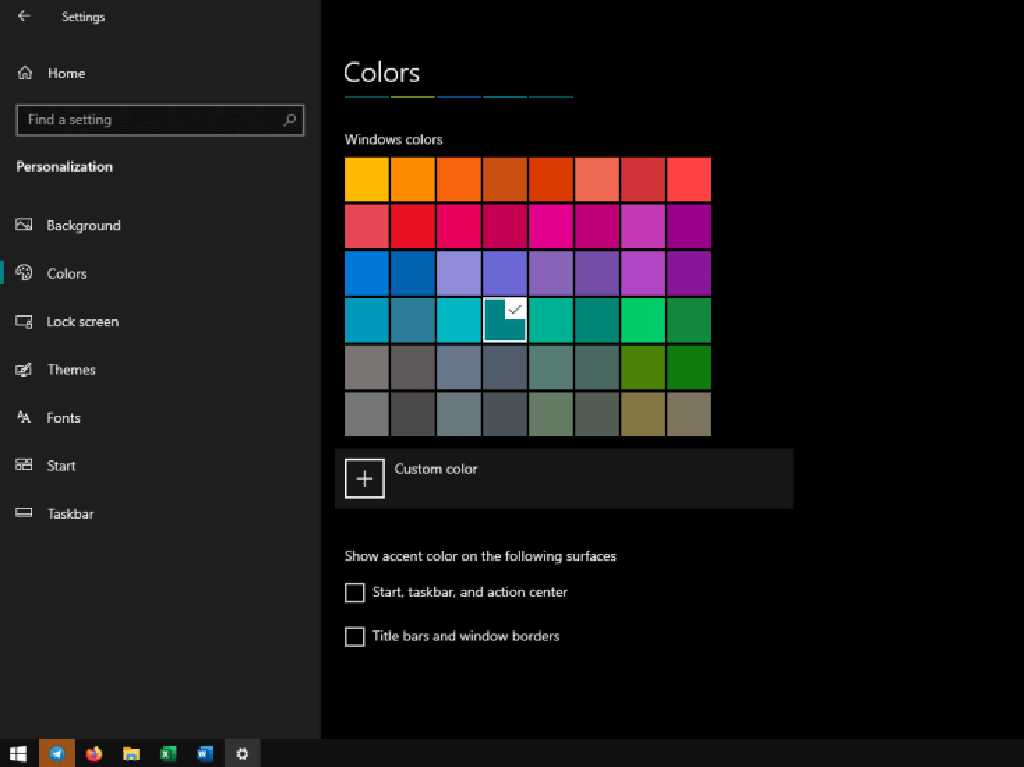 Settings
Home
Find a setting
Personalization
Background
Colors
Lock screen
Themes
Fonts
Start
Taskbar
Colors
Windows colors
Custom color
Show accent color on the following surfaces
Start, taskbar, and action center
Title bars and window borders